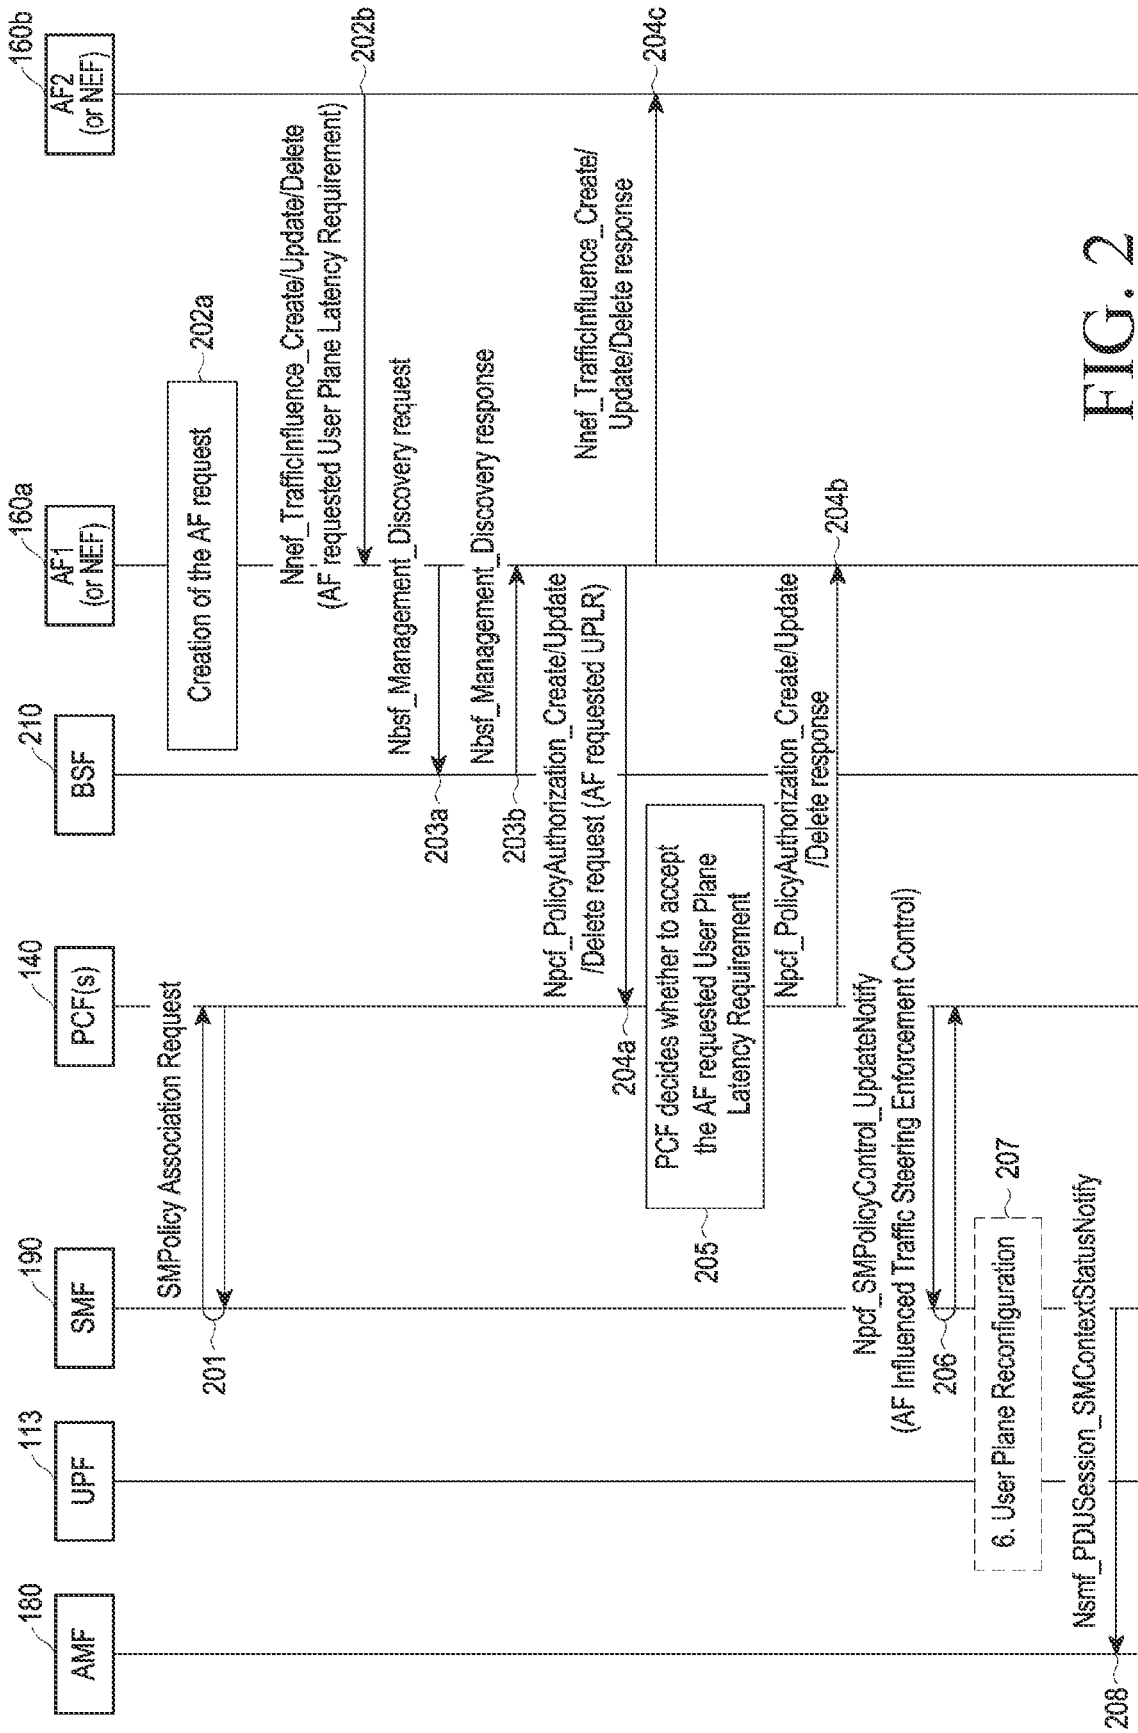 180
AMF
113
UPF
190
SMF
140
PCF(s)
210
BSF
160a
AF1
(or NEF)
160b
AF2
(or NEF)
SMPolicy Association Request
201
Creation of the AF request
202a
Nnef_TrafficInfluence_Create/Update/Delete
(AF requested User Plane Latency Requirement)
202b
Nbsf_Management_Discovery request
203a
Nbsf_Management_Discovery response
203b
Npcf_PolicyAuthorization_Create/Update
/Delete request (AF requested UPLR)
204a
Nnef_TrafficInfluence_Create/
Update/Delete response
204c
PCF decides whether to accept
the AF requested User Plane
Latency Requirement
205
Npcf_PolicyAuthorization_Create/Update
/Delete response
204b
Npcf_SMPolicyControl_UpdateNotify
(AF Influenced Traffic Steering Enforcement Control)
206
6. User Plane Reconfiguration
207
Nsmf_PDUSession_SMContextStatusNotify
208
FIG. 2